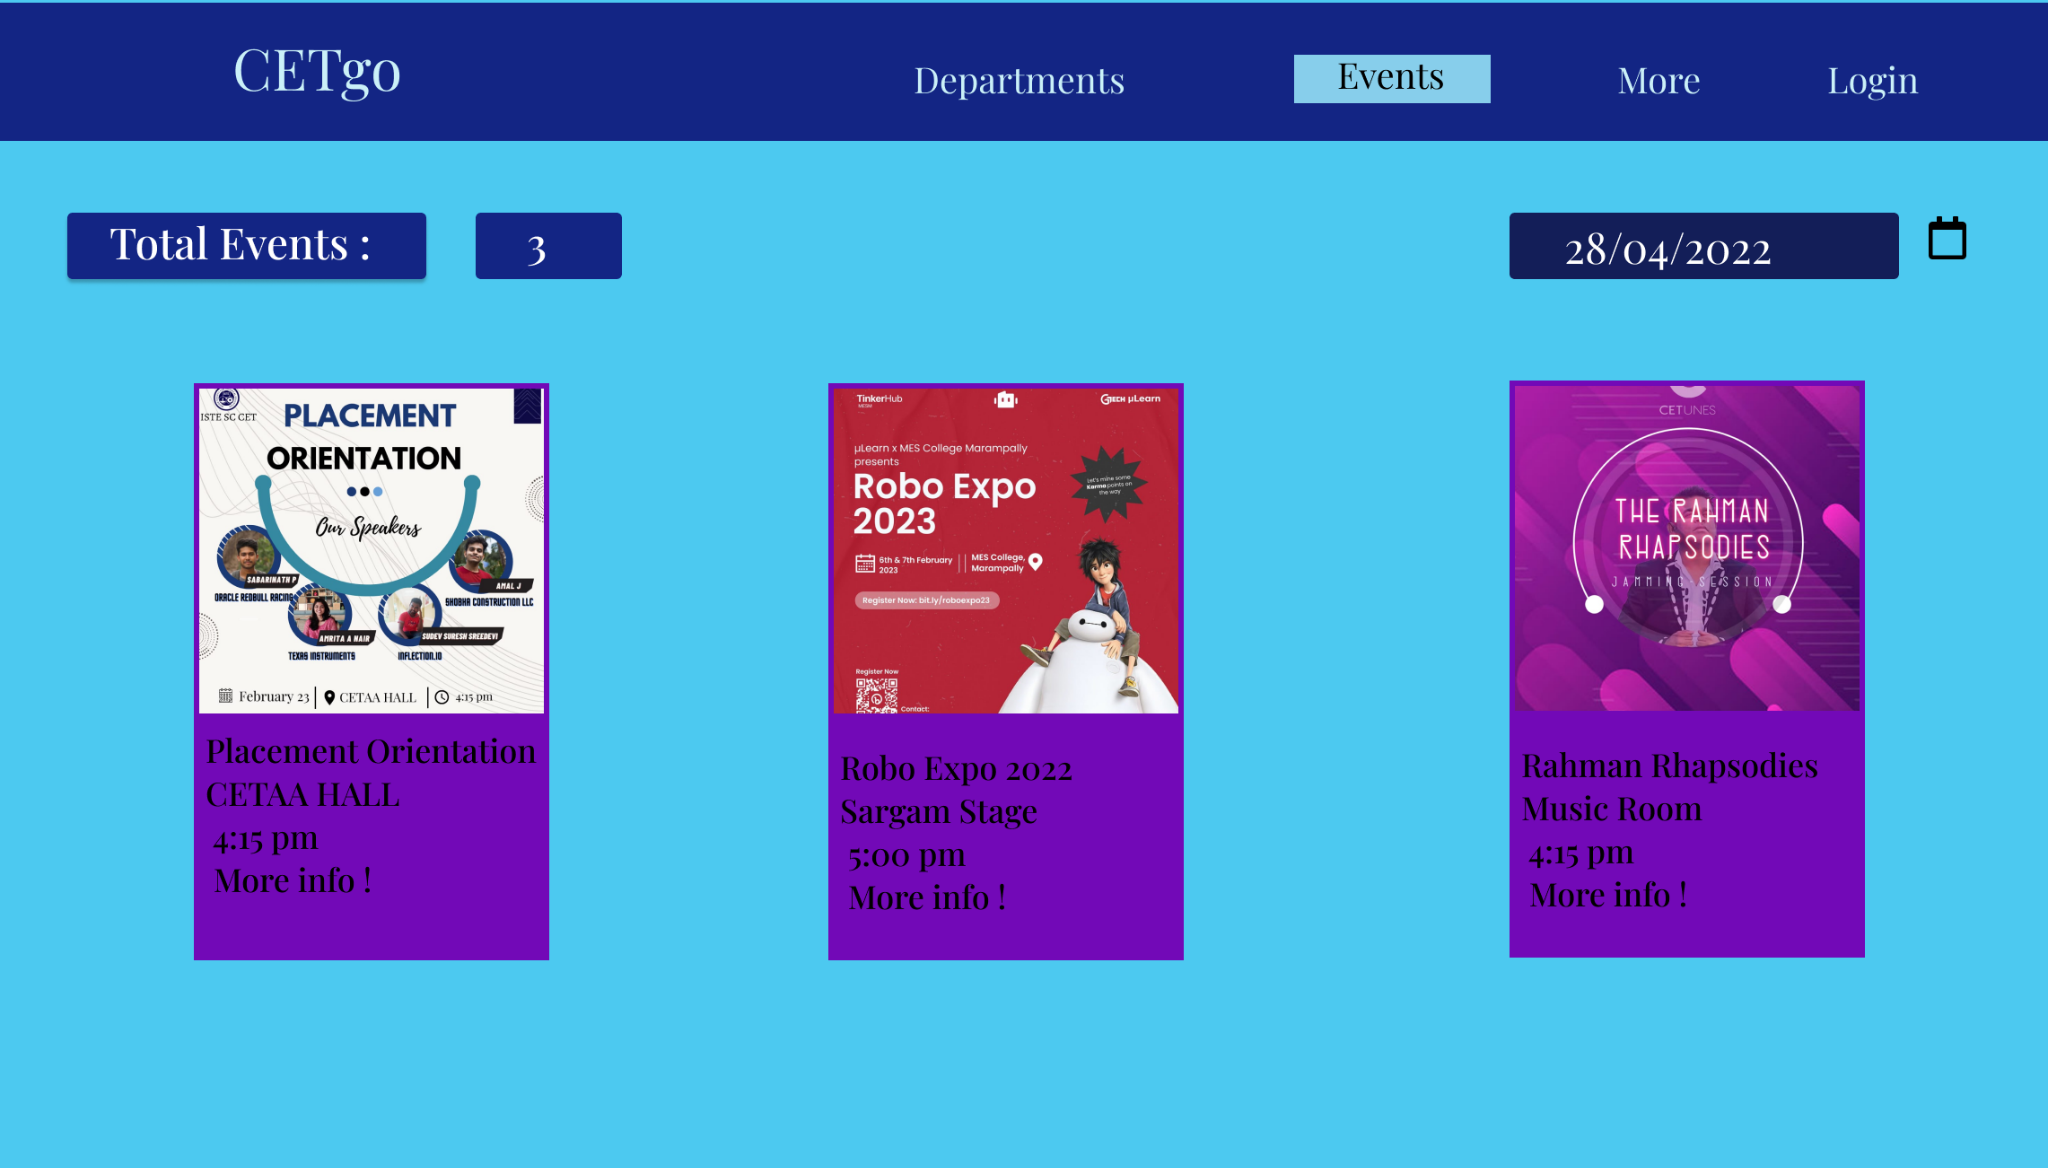 CETgo
Departments
Events
More
Login
Total Events :
3
28/04/2022
ISTE SC CET
PLACEMENT
ORIENTATION
Our Speakers
SABARINATH P
ORACLE REDBULL RACING
AMAL J
SHOBHA CONSTRUCTION LLC
AMRITA A NAIR
TEXAS INSTRUMENTS
SUDEV SURESH SREEDEVI
INFLECTION.IO
February 23
CETAA HALL
4:15 pm
Placement Orientation
CETAA HALL
4:15 pm
More info !
TinkerHub
GTECH µLearn
µLearn x MES College Marampally
presents
Robo Expo
2023
Let's mine some
Karma points on
the way
6th & 7th February
2023
MES College,
Marampally
Register Now: bit.ly/roboexpo23
Register Now
Contact:
Robo Expo 2022
Sargam Stage
5:00 pm
More info !
CETUNES
THE RAHMAN
RHAPSODIES
JAMMING SESSION
Rahman Rhapsodies
Music Room
4:15 pm
More info !